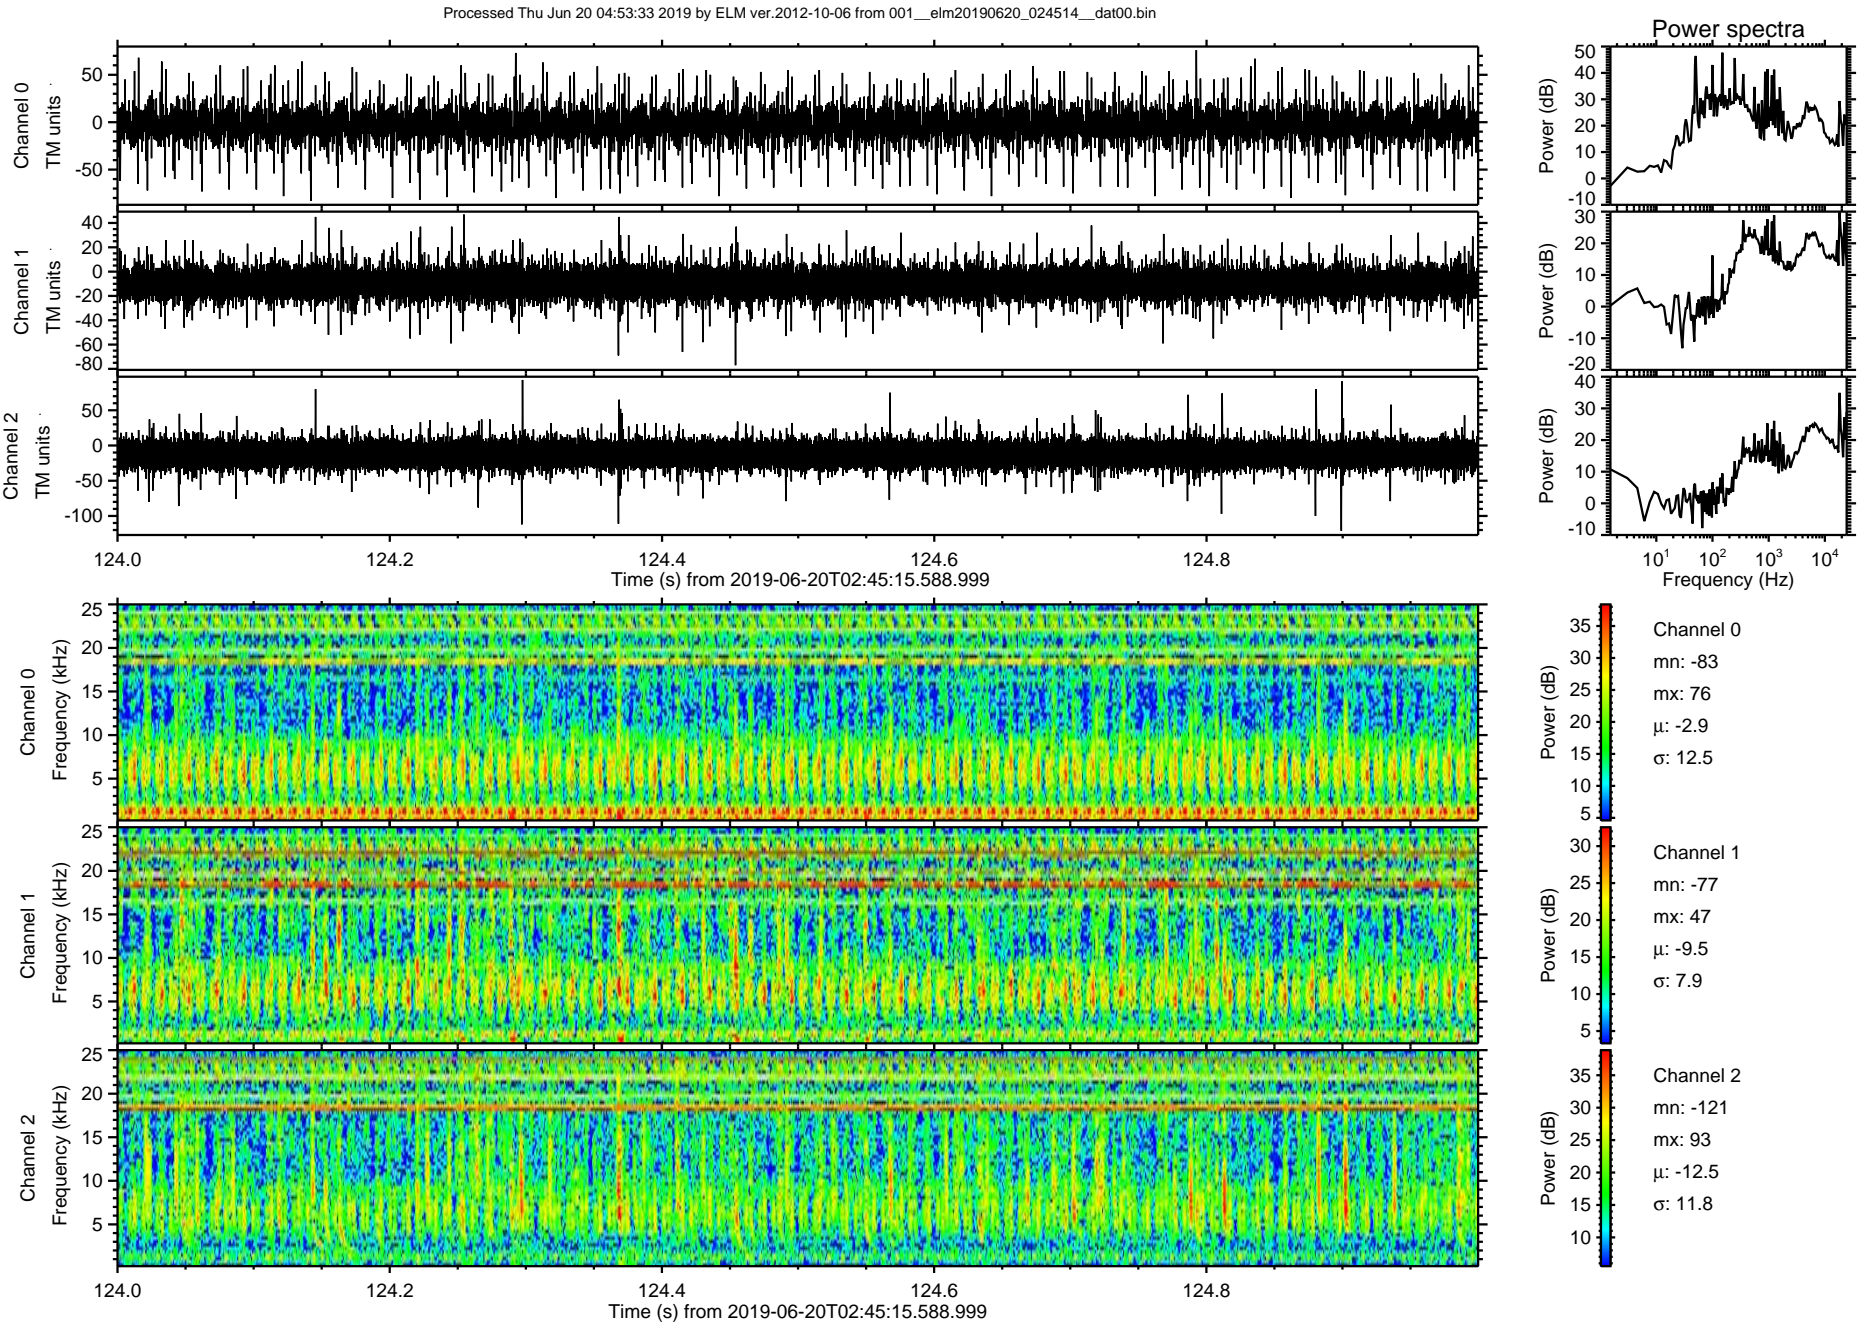 Processed Thu Jun 20 04:53:33 2019 by ELM ver.2012-10-06 from 001__elm20190620_024514__dat00.bin
Power spectra
Channel 0
TM units
50
0
-50
Power (dB)
50
40
30
20
10
0
-10
Channel 1
TM units
40
20
0
-20
-40
-60
-80
Power (dB)
30
20
10
0
-10
-20
Channel 2
TM units
50
0
-50
-100
Power (dB)
40
30
20
10
0
-10
124.0
124.2
124.4
124.6
124.8
Time (s) from 2019-06-20T02:45:15.588.999
10¹
10²
10³
10⁴
Frequency (Hz)
Channel 0
Frequency (kHz)
25
20
15
10
5
Power (dB)
35
30
25
20
15
10
5
Channel 0
mn: -83
mx: 76
μ: -2.9
σ: 12.5
Channel 1
Frequency (kHz)
25
20
15
10
5
Power (dB)
30
25
20
15
10
5
Channel 1
mn: -77
mx: 47
μ: -9.5
σ: 7.9
Channel 2
Frequency (kHz)
25
20
15
10
5
Power (dB)
35
30
25
20
15
10
Channel 2
mn: -121
mx: 93
μ: -12.5
σ: 11.8
124.0
124.2
124.4
124.6
124.8
Time (s) from 2019-06-20T02:45:15.588.999